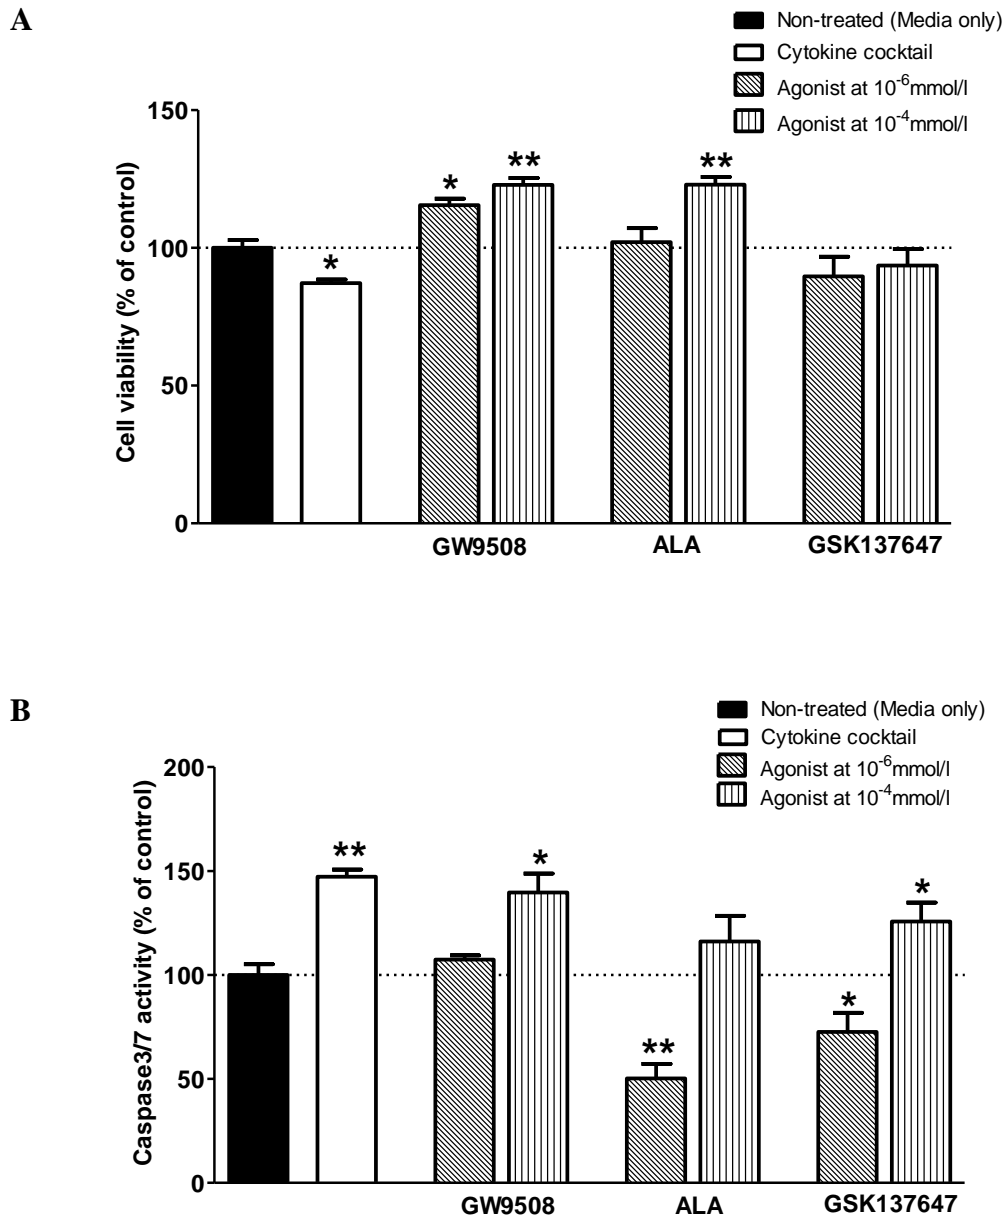 A
Non-treated (Media only)
Cytokine cocktail
Agonist at 10⁻⁶mmol/l
Agonist at 10⁻⁴mmol/l
Cell viability (% of control)
150
100
50
0
*
*
**
**
GW9508
ALA
GSK137647
B
Non-treated (Media only)
Cytokine cocktail
Agonist at 10⁻⁶mmol/l
Agonist at 10⁻⁴mmol/l
Caspase3/7 activity (% of control)
200
150
100
50
0
**
*
**
*
*
GW9508
ALA
GSK137647